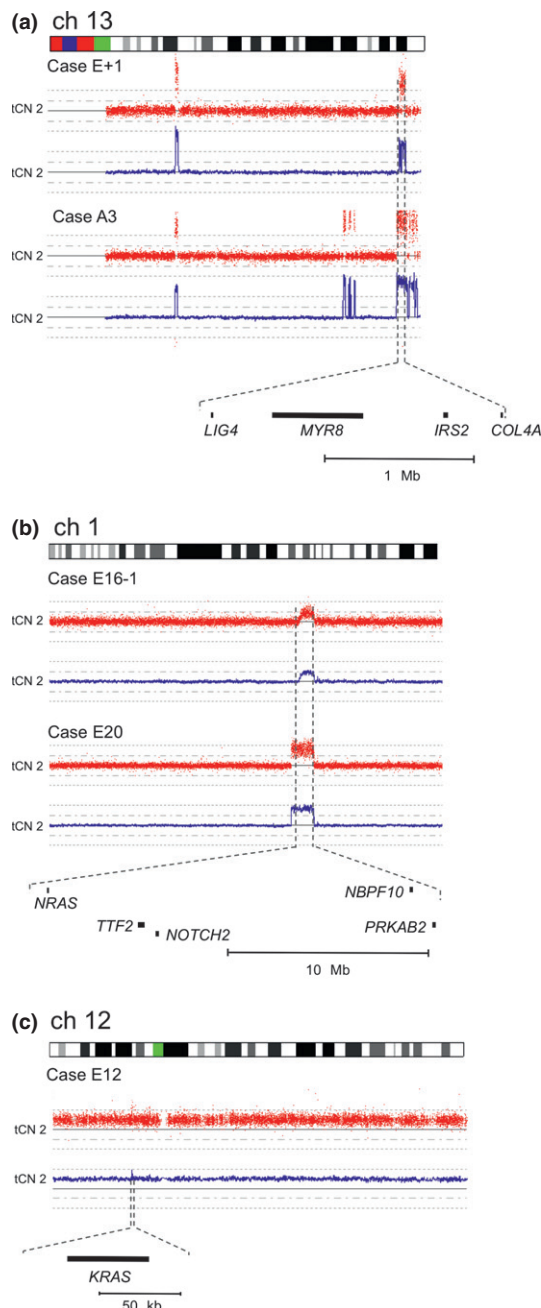 (a) ch 13
Case E+1
tCN 2
tCN 2
Case A3
tCN 2
tCN 2
LIG4 MYR8 IRS2 COL4A
1 Mb
(b) ch 1
Case E16-1
tCN 2
tCN 2
Case E20
tCN 2
tCN 2
NRAS NBPF10
TTF2 NOTCH2 PRKAB2
10 Mb
(c) ch 12
Case E12
tCN 2
tCN 2
KRAS
50 kb